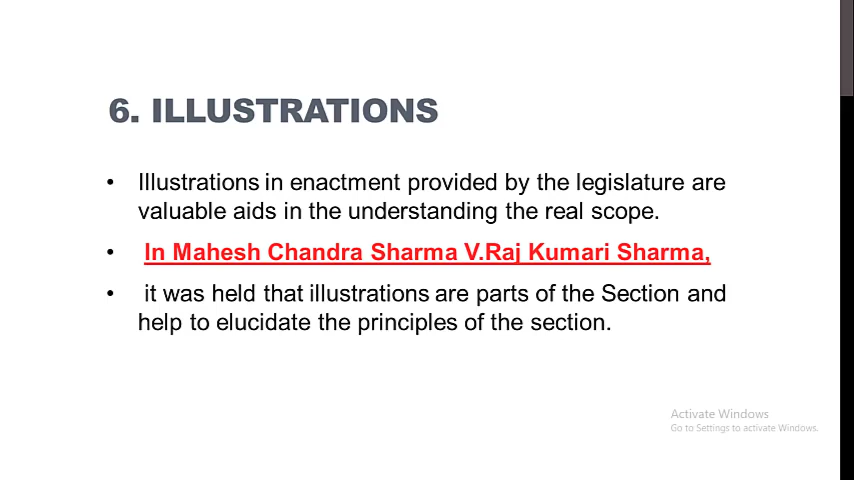 6. ILLUSTRATIONS
• Illustrations in enactment provided by the legislature are
valuable aids in the understanding the real scope.
• In Mahesh Chandra Sharma V.Raj Kumari Sharma,
• it was held that illustrations are parts of the Section and
help to elucidate the principles of the section.
Activate Windows
Go to Settings to activate Windows.